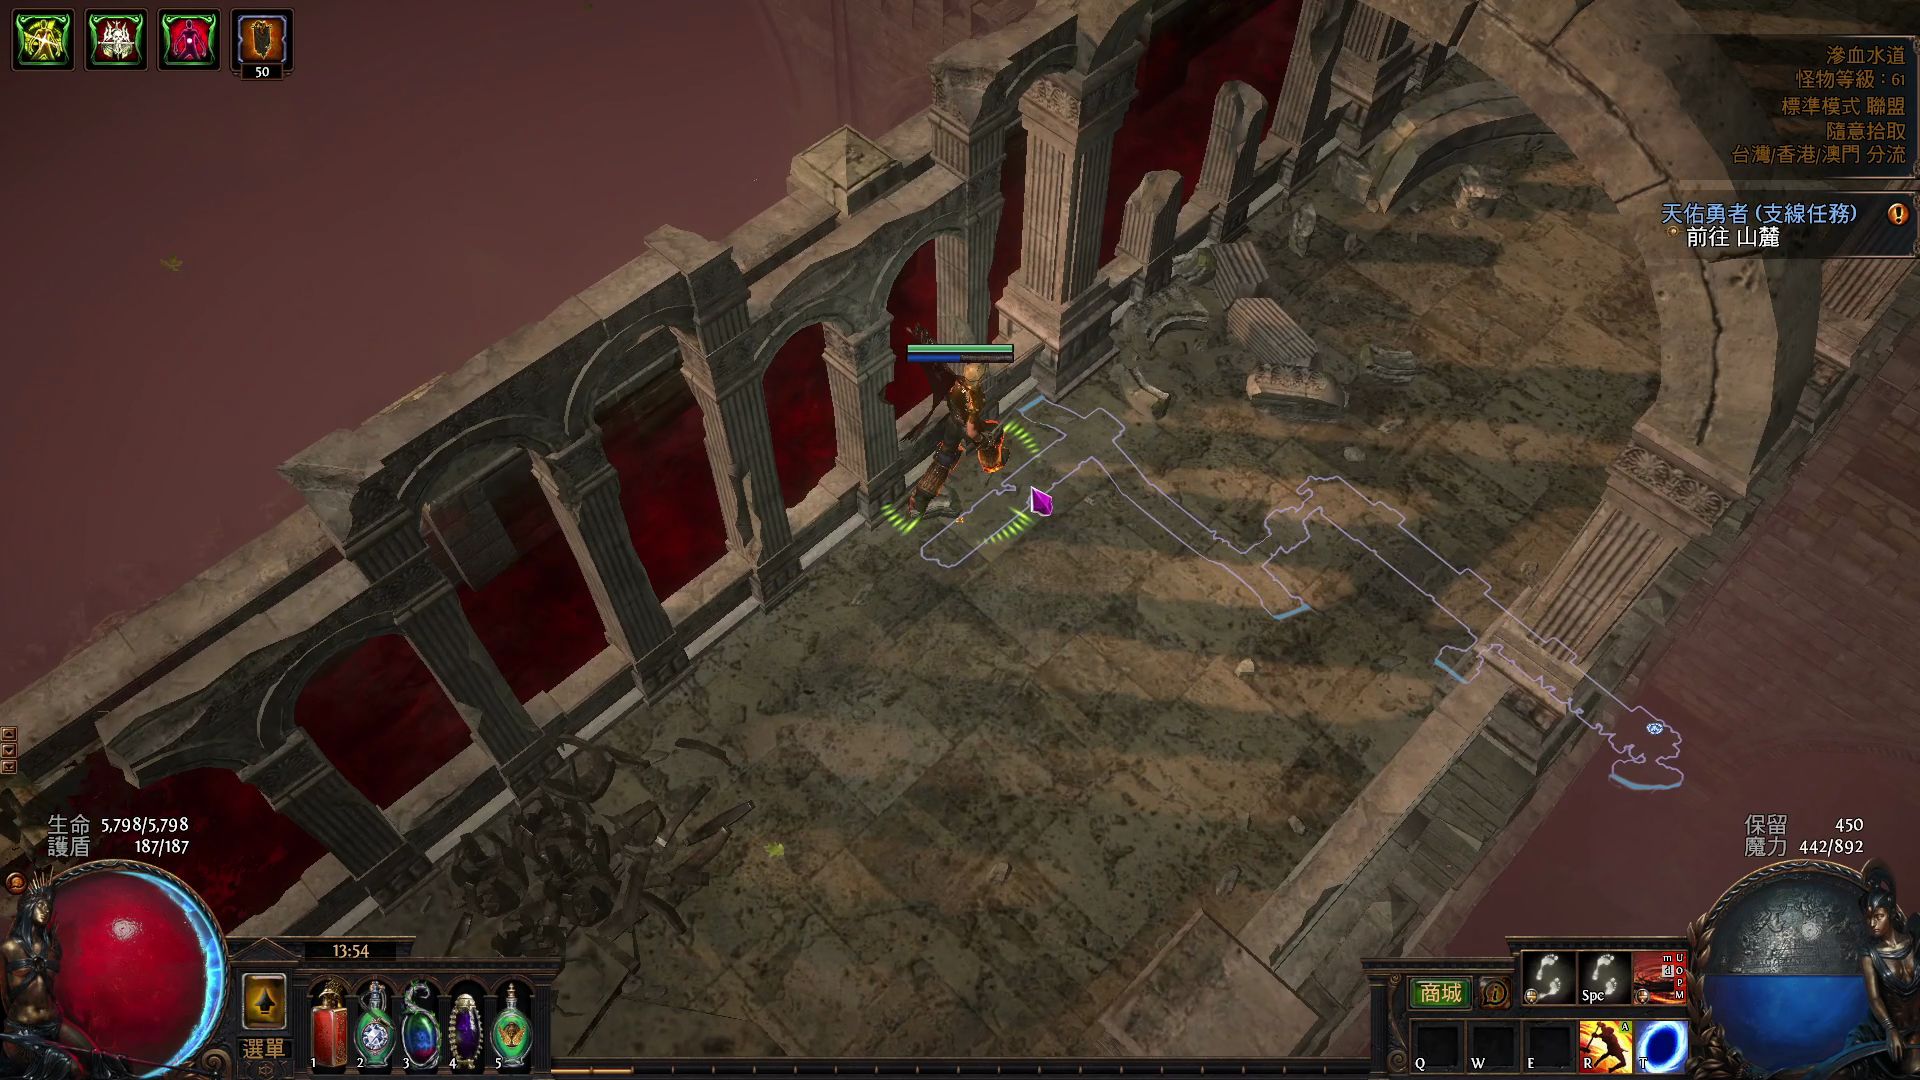 50
滲血水道
怪物等級：61
標準模式 聯盟
隨意拾取
台灣/香港/澳門 分流
天佑勇者 (支線任務)
前往 山麓
生命 5,798/5,798
護盾 187/187
保留 450
魔力 442/892
13:54
選單
1 2 3 4 5
商城
Spc
m U
d O
P
M
Q W E R T
A